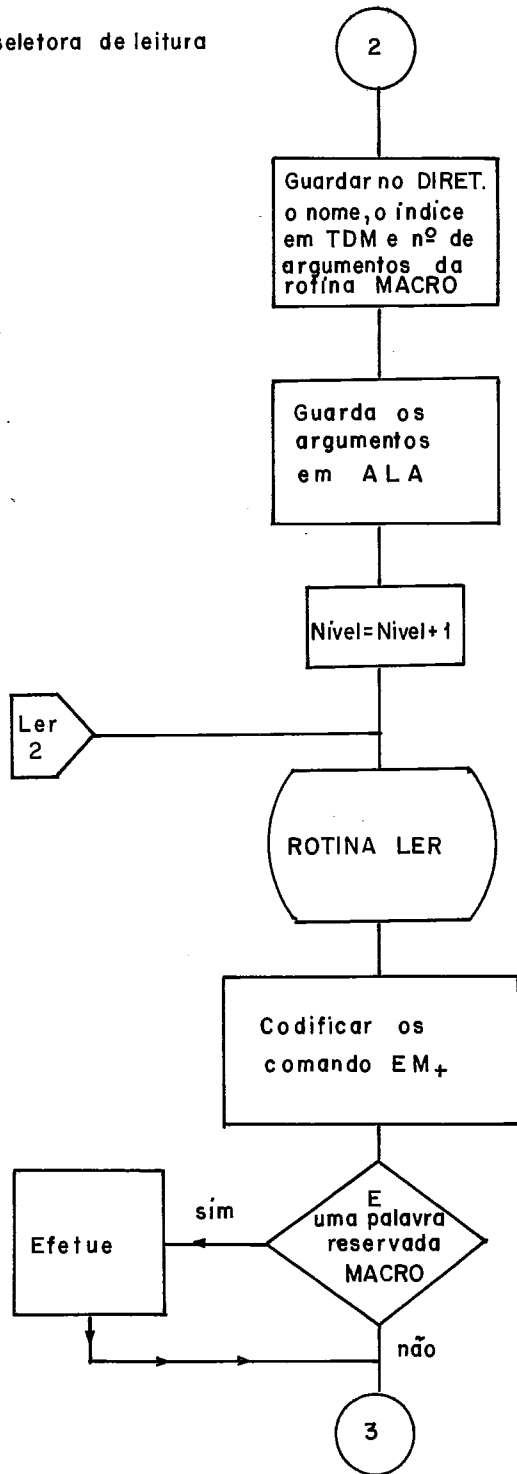 seletora de leitura
2
Guardar no DIRET.
o nome, o índice
em TDM e nº de
argumentos da
rotina MACRO
Guarda os
argumentos
em ALA
Nível=Nivel+1
Ler
2
ROTINA LER
Codificar os
comando EM+
E
uma palavra
reservada
MACRO
sim
Efetue
não
3